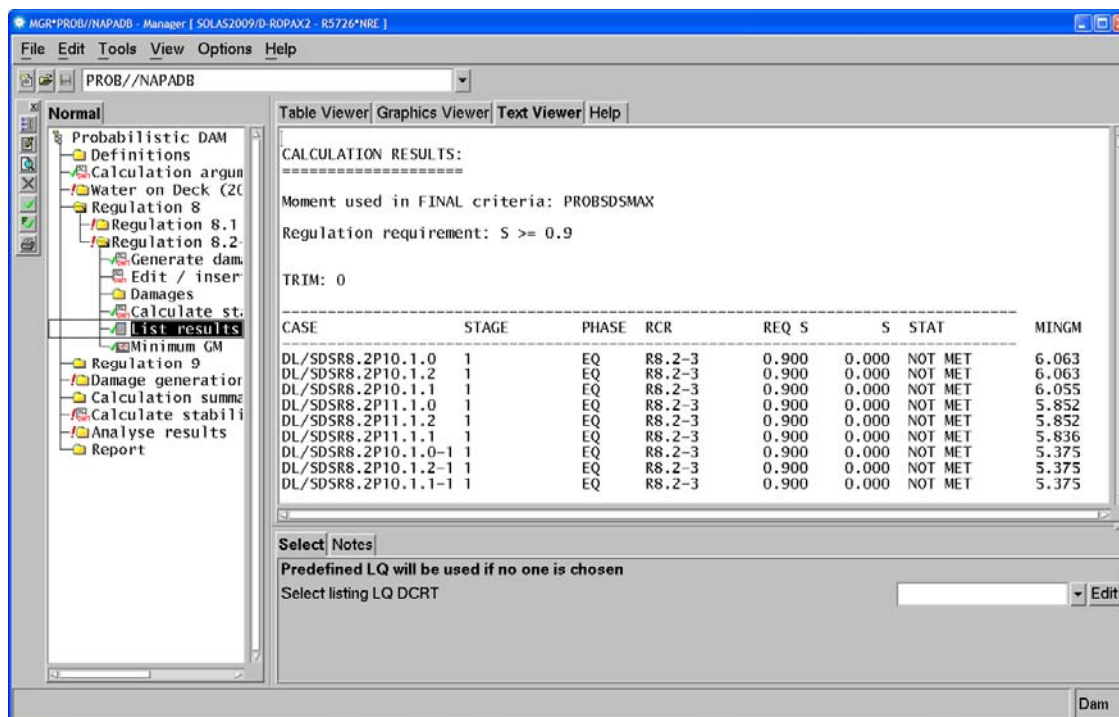 MGR*PROB//NAPADB - Manager [ SOLAS2009/D-ROPAX2 - R5726*NRE ]
File Edit Tools View Options Help
PROB//NAPADB
Normal
Probabilistic DAM
Definitions
Calculation argum
Water on Deck (20
Regulation 8
Regulation 8.1
Regulation 8.2-
Generate dam
Edit / inser
Damages
Calculate st
List results
Minimum GM
Regulation 9
Damage generation
Calculation summa
Calculate stabili
Analyse results
Report
Table Viewer Graphics Viewer Text Viewer Help
CALCULATION RESULTS:
====================
Moment used in FINAL criteria: PROBSDSMAX
Regulation requirement: S >= 0.9
TRIM: 0
CASE STAGE PHASE RCR REQ S S STAT MINGM
DL/SDSR8.2P10.1.0 1 EQ R8.2-3 0.900 0.000 NOT MET 6.063
DL/SDSR8.2P10.1.2 1 EQ R8.2-3 0.900 0.000 NOT MET 6.063
DL/SDSR8.2P10.1.1 1 EQ R8.2-3 0.900 0.000 NOT MET 6.055
DL/SDSR8.2P11.1.0 1 EQ R8.2-3 0.900 0.000 NOT MET 5.852
DL/SDSR8.2P11.1.2 1 EQ R8.2-3 0.900 0.000 NOT MET 5.852
DL/SDSR8.2P11.1.1 1 EQ R8.2-3 0.900 0.000 NOT MET 5.836
DL/SDSR8.2P10.1.0-1 1 EQ R8.2-3 0.900 0.000 NOT MET 5.375
DL/SDSR8.2P10.1.2-1 1 EQ R8.2-3 0.900 0.000 NOT MET 5.375
DL/SDSR8.2P10.1.1-1 1 EQ R8.2-3 0.900 0.000 NOT MET 5.375
Select Notes
Predefined LQ will be used if no one is chosen
Select listing LQ DCRT
Edit
Dam